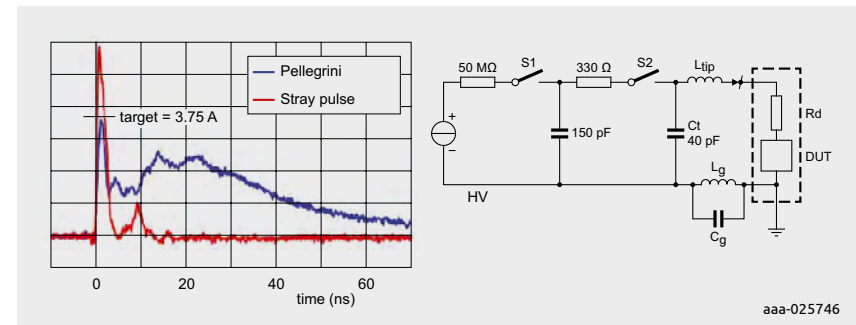 Pellegrini
Stray pulse
target = 3.75 A
0
20
40
60
time (ns)
50 MΩ
S1
330 Ω
S2
Ltip
+
−
150 pF
Ct
40 pF
Rd
DUT
Lg
Cg
HV
aaa-025746